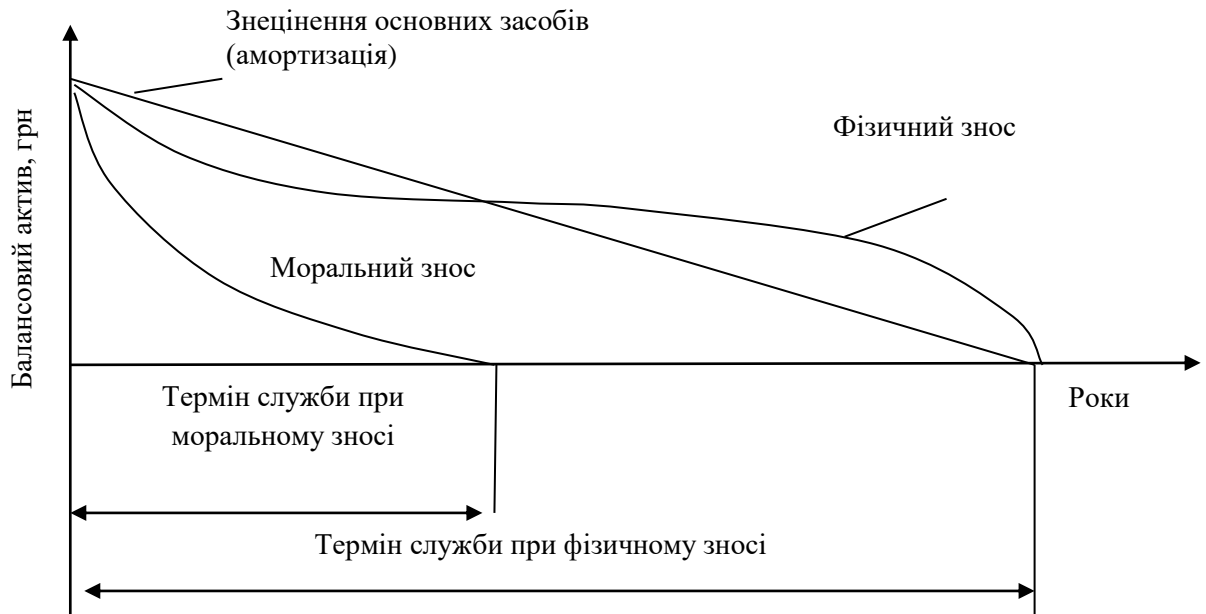 Знецінення основних засобів
(амортизація)
Балансовий актив, грн
Фізичний знос
Моральний знос
Термін служби при
моральному зносі
Роки
Термін служби при фізичному зносі